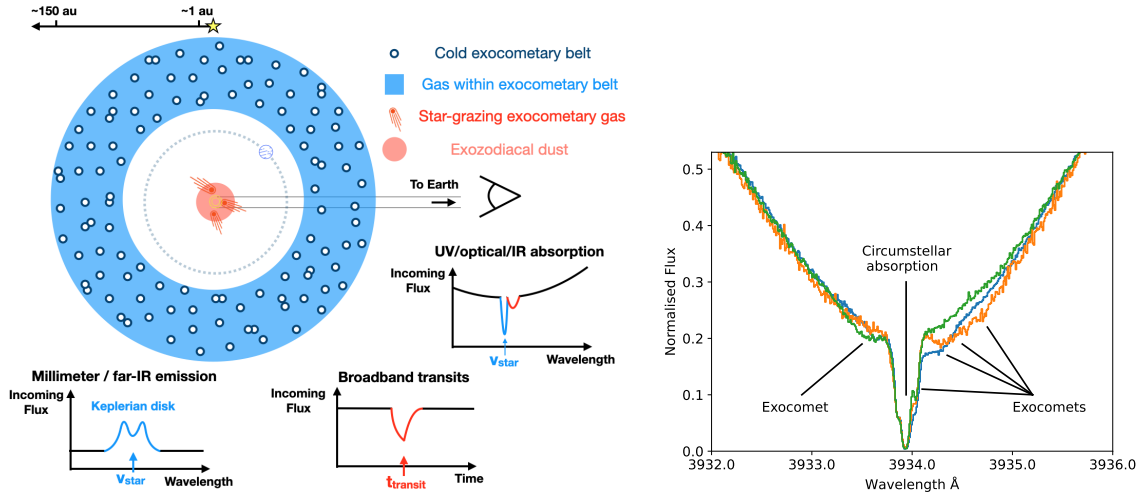 ~150 au
~1 au
Cold exocometary belt
Gas within exocometary belt
Star-grazing exocometary gas
Exozodiacal dust
To Earth
UV/optical/IR absorption
Incoming
Flux
vstar
Wavelength
Millimeter / far-IR emission
Incoming
Flux
Keplerian disk
vstar
Wavelength
Broadband transits
Incoming
Flux
ttransit
Time
Normalised Flux
0.5
0.4
0.3
0.2
0.1
0.0
Circumstellar
absorption
Exocomet
Exocomets
3932.0
3933.0
3934.0
3935.0
3936.0
Wavelength Å